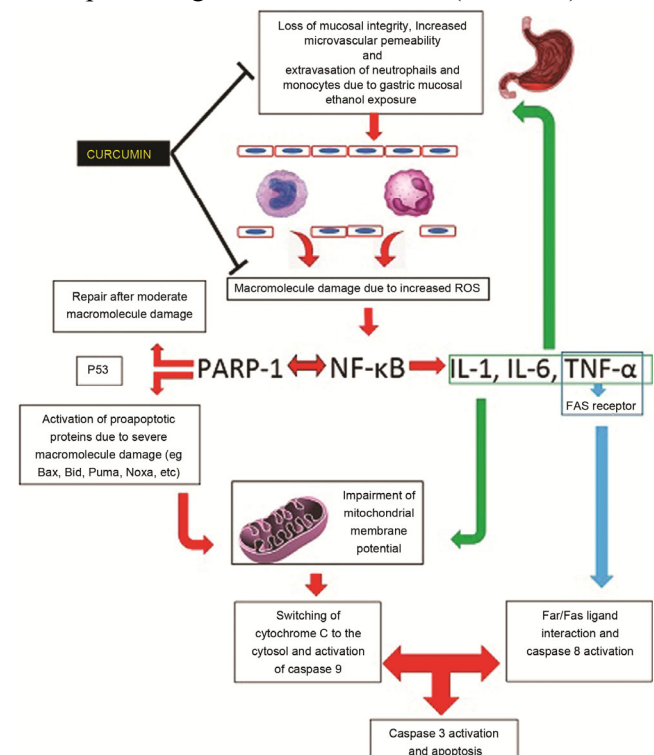 Loss of mucosal integrity, Increased
microvascular permeability
and
extravasation of neutrophails and
monocytes due to gastric mucosal
ethanol exposure
CURCUMIN
Macromolecule damage due to increased ROS
Repair after moderate
macromolecule damage
P53
PARP-1
NF-κB
IL-1, IL-6, TNF-α
FAS receptor
Activation of proapoptotic
proteins due to severe
macromolecule damage (eg
Bax, Bid, Puma, Noxa, etc)
Impairment of
mitochondrial
membrane
potential
Switching of
cytochrome C to the
cytosol and activation
of caspase 9
Far/Fas ligand
interaction and
caspase 8 activation
Caspase 3 activation
and apoptosis